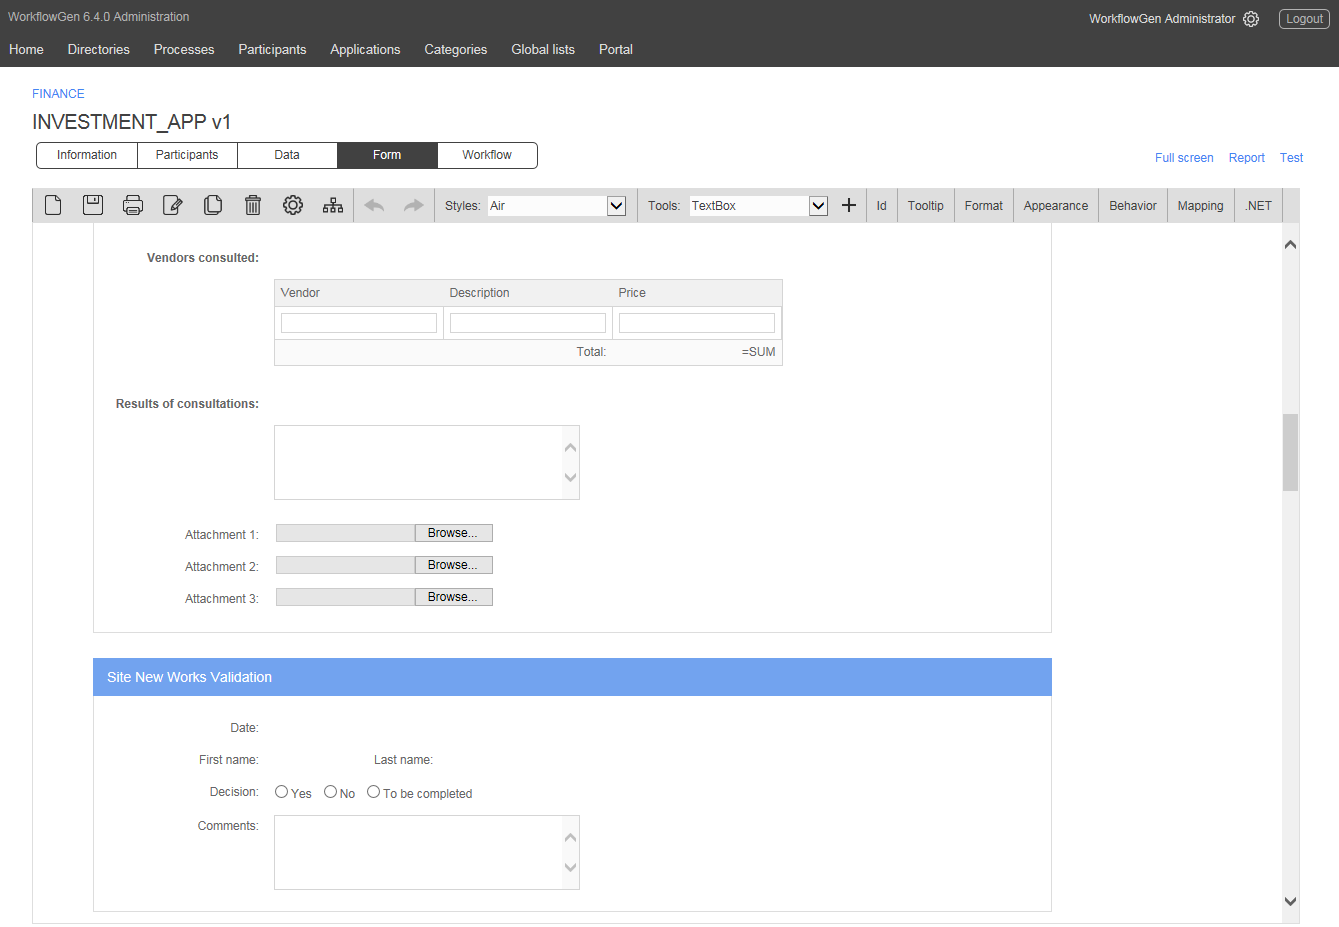 WorkflowGen 6.4.0 Administration
WorkflowGen Administrator Logout
Home Directories Processes Participants Applications Categories Global lists Portal
FINANCE
INVESTMENT_APP v1
Information Participants Data Form Workflow
Full screen Report Test
Styles: Air Tools: TextBox Id Tooltip Format Appearance Behavior Mapping .NET
Vendors consulted:
Vendor Description Price
Total: =SUM
Results of consultations:
Attachment 1: Browse...
Attachment 2: Browse...
Attachment 3: Browse...
Site New Works Validation
Date:
First name: Last name:
Decision: Yes No To be completed
Comments: